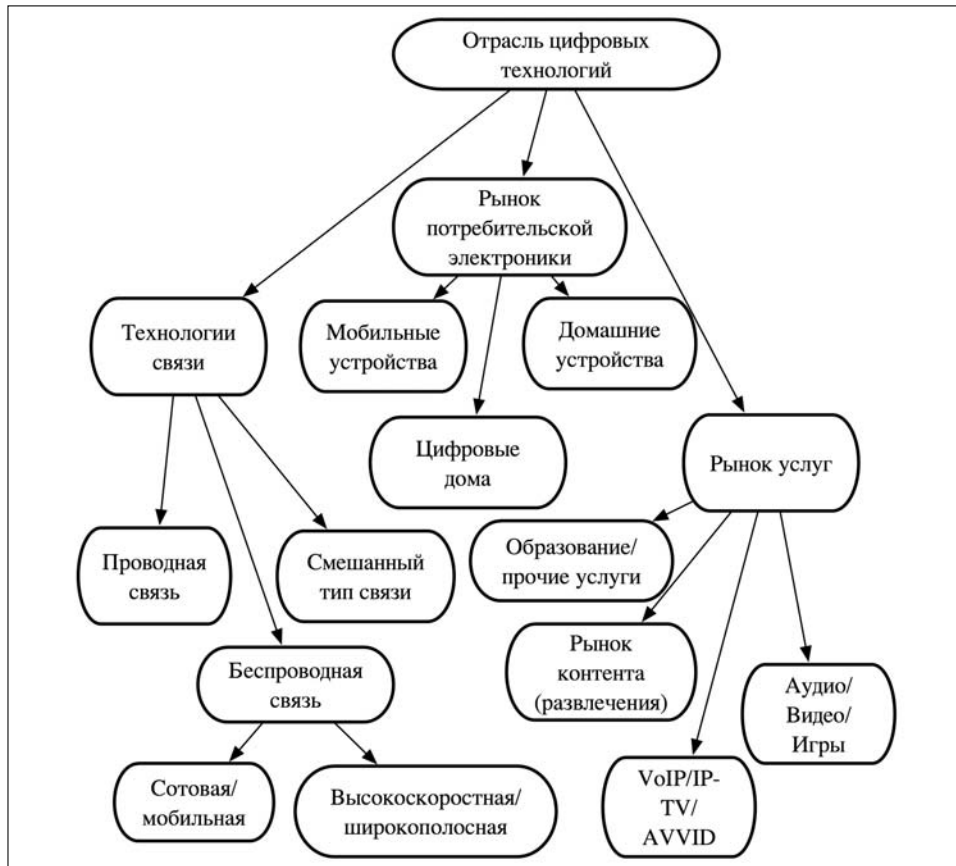 Отрасль цифровых
технологий
Рынок
потребительской
электроники
Технологии
связи
Мобильные
устройства
Домашние
устройства
Цифровые
дома
Рынок услуг
Проводная
связь
Смешанный
тип связи
Образование/
прочие услуги
Беспроводная
связь
Рынок
контента
(развлечения)
Аудио/
Видео/
Игры
Сотовая/
мобильная
Высокоскоростная/
широкополосная
VoIP/IP-
TV/
AVVID